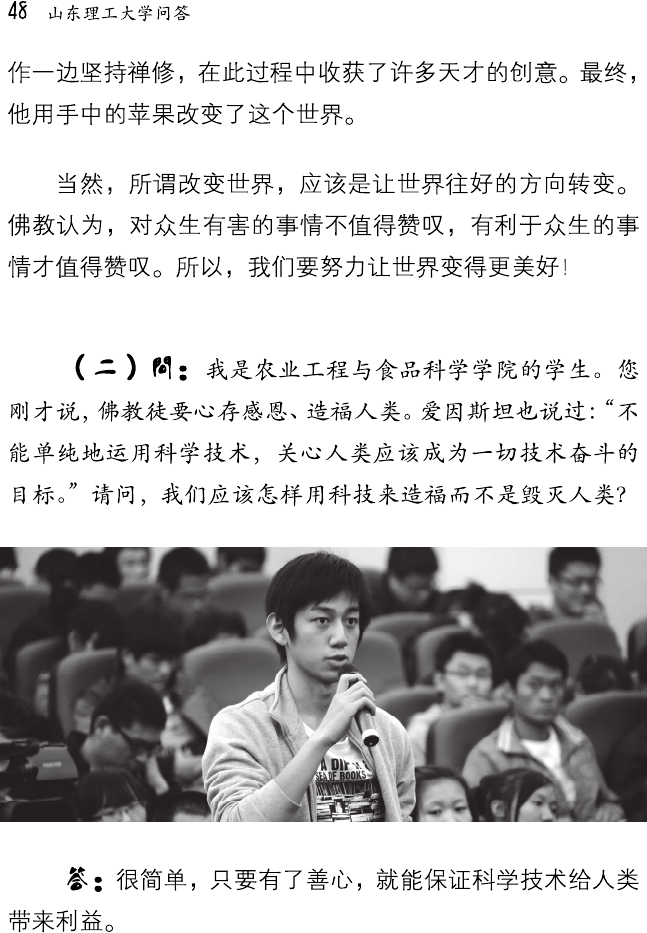 48 山东理工大学问答
作一边坚持禅修，在此过程中收获了许多天才的创意。最终，
他用手中的苹果改变了这个世界。
当然，所谓改变世界，应该是让世界往好的方向转变。
佛教认为，对众生有害的事情不值得赞叹，有利于众生的事
情才值得赞叹。所以，我们要努力让世界变得更美好！
（二）問：我是农业工程与食品科学学院的学生。您
刚才说，佛教徒要心存感恩、造福人类。爱因斯坦也说过：“不
能单纯地运用科学技术，关心人类应该成为一切技术奋斗的
目标。”请问，我们应该怎样用科技来造福而不是毁灭人类？
A DIP
SEA OF BOOKS
答：很简单，只要有了善心，就能保证科学技术给人类
带来利益。